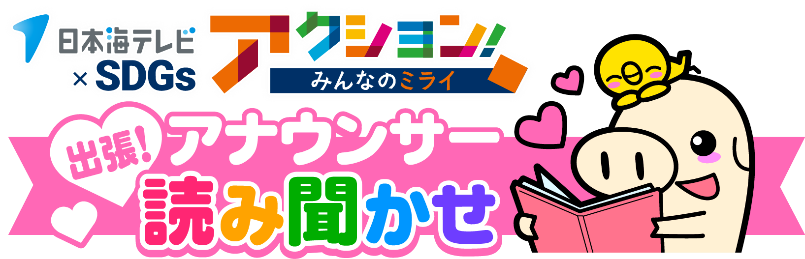 日本海テレビ
×SDGs
アクション!!
みんなのミライ
出張!
アナウンサー
読み聞かせ